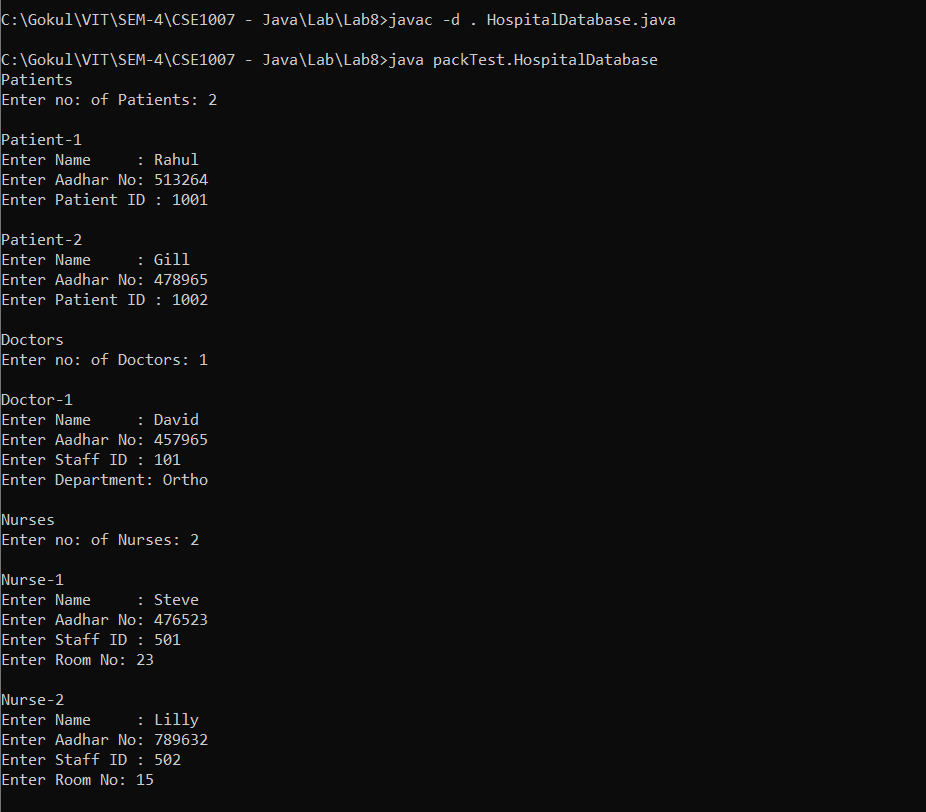 C:\Gokul\VIT\SEM-4\CSE1007 - Java\Lab\Lab8>javac -d . HospitalDatabase.java
C:\Gokul\VIT\SEM-4\CSE1007 - Java\Lab\Lab8>java packTest.HospitalDatabase
Patients
Enter no: of Patients: 2
Patient-1
Enter Name     : Rahul
Enter Aadhar No: 513264
Enter Patient ID : 1001
Patient-2
Enter Name     : Gill
Enter Aadhar No: 478965
Enter Patient ID : 1002
Doctors
Enter no: of Doctors: 1
Doctor-1
Enter Name     : David
Enter Aadhar No: 457965
Enter Staff ID : 101
Enter Department: Ortho
Nurses
Enter no: of Nurses: 2
Nurse-1
Enter Name     : Steve
Enter Aadhar No: 476523
Enter Staff ID : 501
Enter Room No: 23
Nurse-2
Enter Name     : Lilly
Enter Aadhar No: 789632
Enter Staff ID : 502
Enter Room No: 15